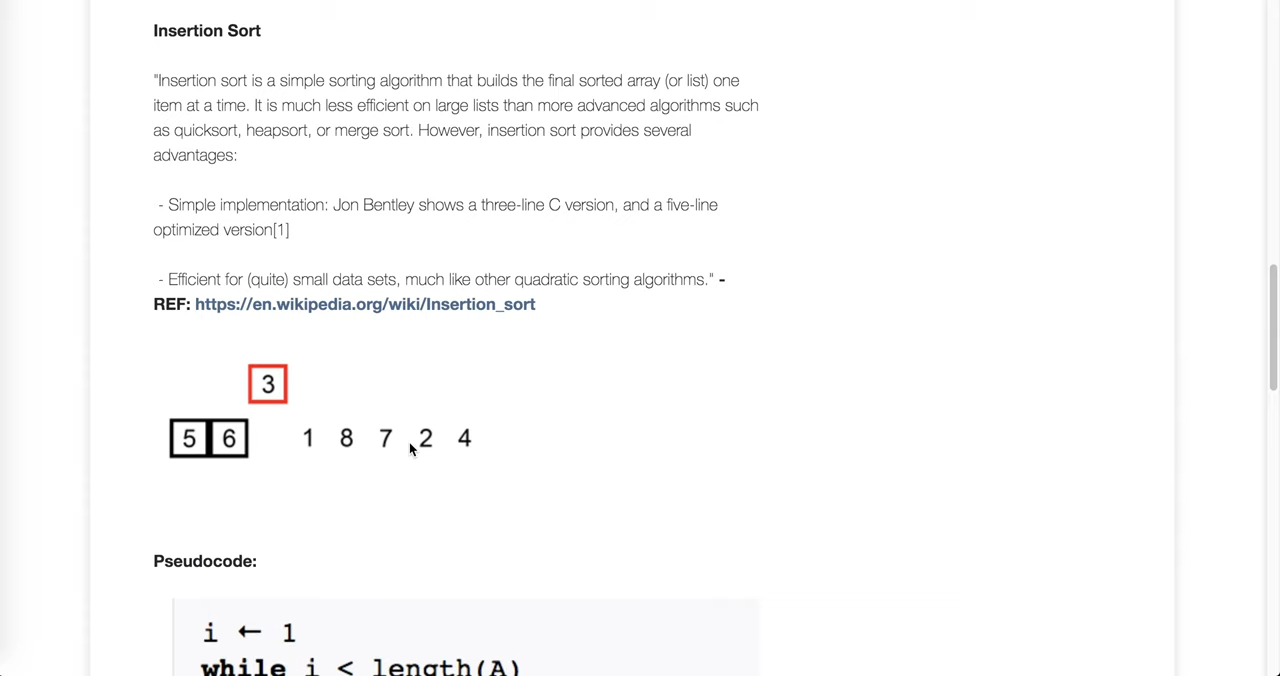 Insertion Sort
"Insertion sort is a simple sorting algorithm that builds the final sorted array (or list) one
item at a time. It is much less efficient on large lists than more advanced algorithms such
as quicksort, heapsort, or merge sort. However, insertion sort provides several
advantages:
- Simple implementation: Jon Bentley shows a three-line C version, and a five-line
optimized version[1]
- Efficient for (quite) small data sets, much like other quadratic sorting algorithms." -
REF: https://en.wikipedia.org/wiki/Insertion_sort
3
5 6 1 8 7 2 4
Pseudocode:
i ← 1
while i < length(A)